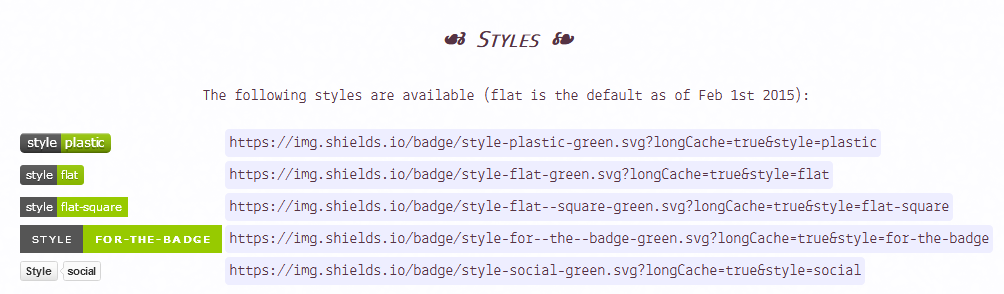 ☙ Styles ❧
The following styles are available (flat is the default as of Feb 1st 2015):
style plastic https://img.shields.io/badge/style-plastic-green.svg?longCache=true&style=plastic
style flat https://img.shields.io/badge/style-flat-green.svg?longCache=true&style=flat
style flat-square https://img.shields.io/badge/style-flat--square-green.svg?longCache=true&style=flat-square
STYLE FOR-THE-BADGE https://img.shields.io/badge/style-for--the--badge-green.svg?longCache=true&style=for-the-badge
Style social https://img.shields.io/badge/style-social-green.svg?longCache=true&style=social